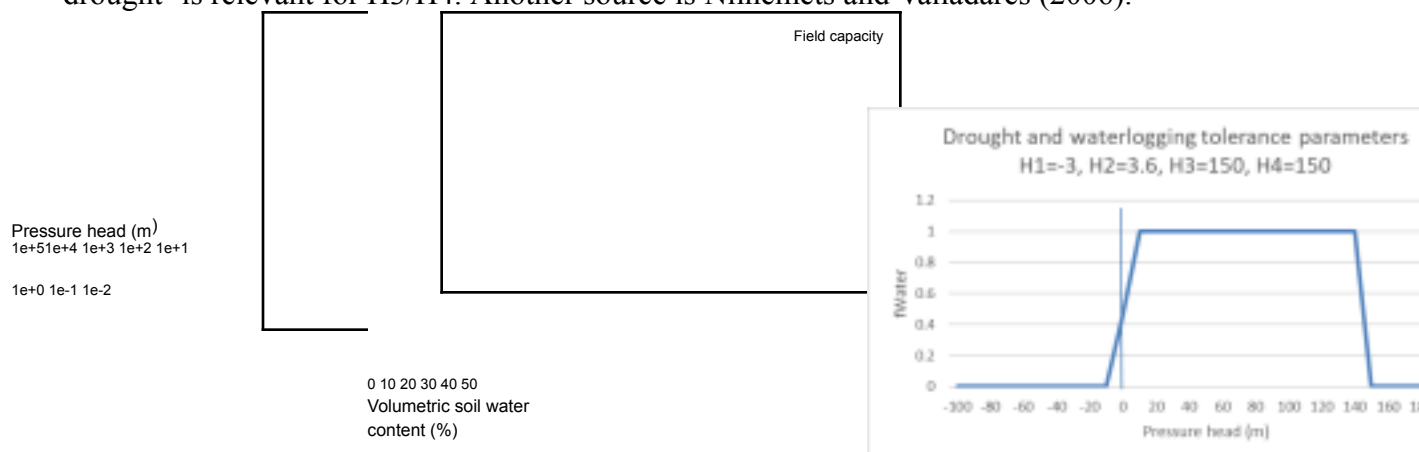 drought" is relevant for H3/H4. Another source is Niinemets and Valladares (2006).
Field capacity
Pressure head (m)
1e+51e+4 1e+3 1e+2 1e+1
1e+0 1e-1 1e-2
0 10 20 30 40 50
Volumetric soil water
content (%)
Drought and waterlogging tolerance parameters
H1=-3, H2=3.6, H3=150, H4=150
1.2
1
0.8
0.6
0.4
0.2
0
fWater
-100 -80 -60 -40 -20 0 20 40 60 80 100 120 140 160
Pressure head (m)